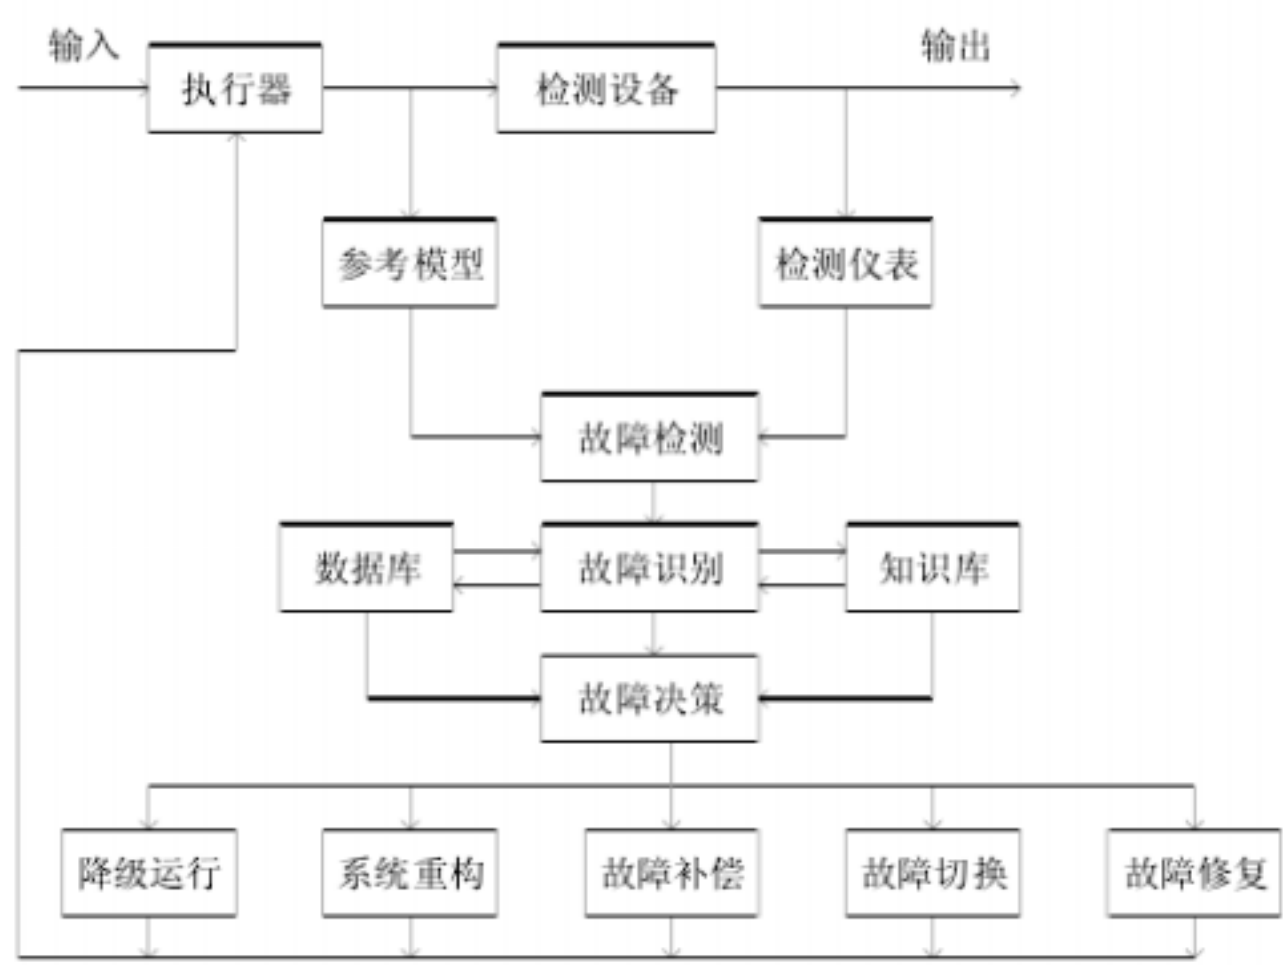 输入
输出
执行器
检测设备
参考模型
检测仪表
故障检测
数据库
故障识别
知识库
故障决策
降级运行
系统重构
故障补偿
故障切换
故障修复